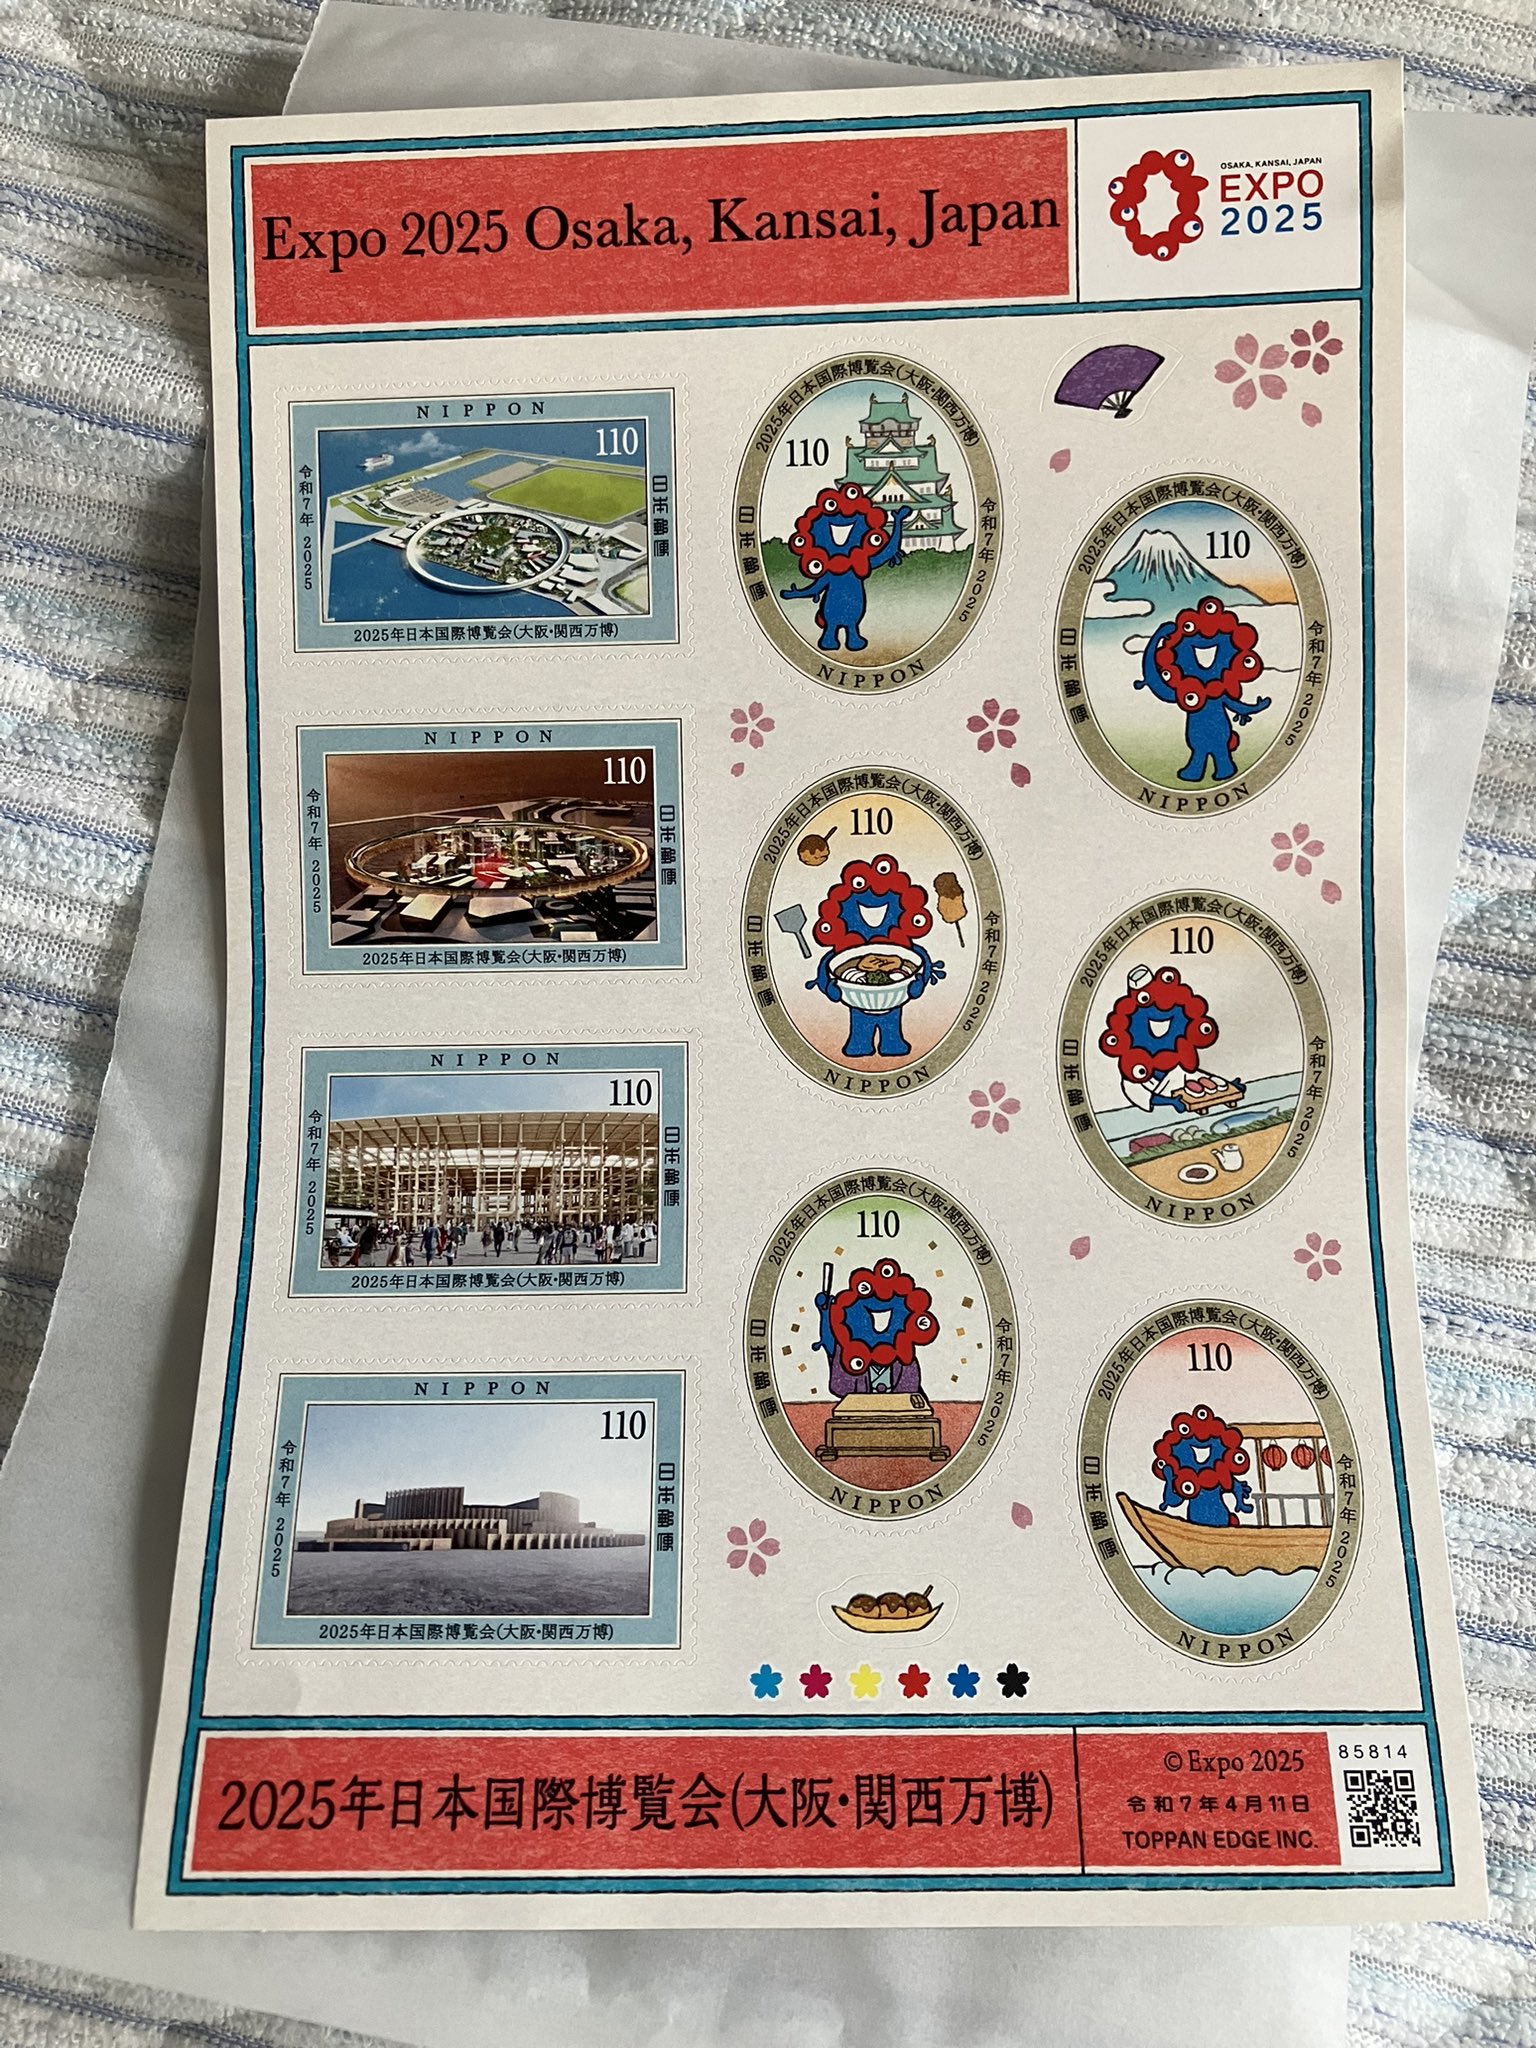 Expo 2025 Osaka, Kansai, Japan
OSAKA, KANSAI, JAPAN
EXPO
2025
NIPPON
110
令和7年 2025
日本郵便
2025年日本国際博覧会(大阪・関西万博)
2025年日本国際博覧会(大阪・関西万博)
110
日本郵便
令和7年 2025
NIPPON
2025年日本国際博覧会(大阪・関西万博)
110
日本郵便
令和7年 2025
NIPPON
NIPPON
110
令和7年 2025
日本郵便
2025年日本国際博覧会(大阪・関西万博)
2025年日本国際博覧会(大阪・関西万博)
110
日本郵便
令和7年 2025
NIPPON
2025年日本国際博覧会(大阪・関西万博)
110
日本郵便
令和7年 2025
NIPPON
NIPPON
110
令和7年 2025
日本郵便
2025年日本国際博覧会(大阪・関西万博)
2025年日本国際博覧会(大阪・関西万博)
110
日本郵便
令和7年 2025
NIPPON
2025年日本国際博覧会(大阪・関西万博)
110
日本郵便
令和7年 2025
NIPPON
NIPPON
110
令和7年 2025
日本郵便
2025年日本国際博覧会(大阪・関西万博)
2025年日本国際博覧会(大阪・関西万博)
©Expo 2025
令和7年4月11日
TOPPAN EDGE INC.
85814